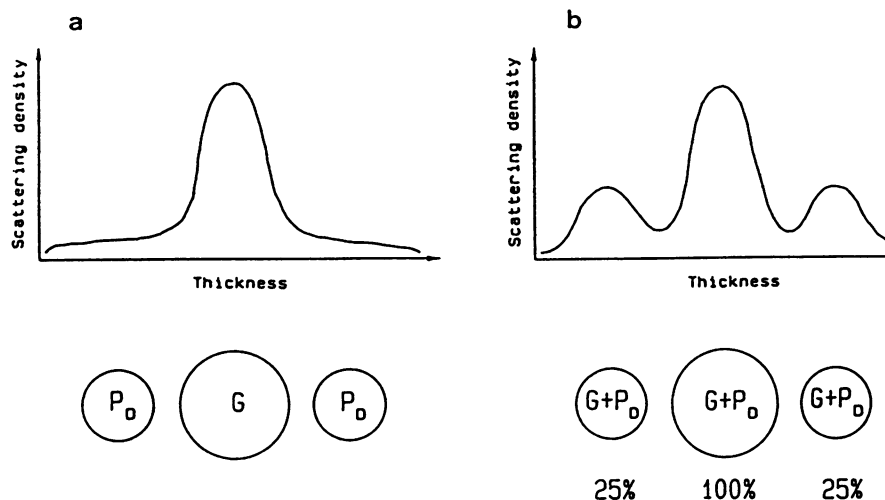 a
Scattering density
Thickness
P_D G P_D
b
Scattering density
Thickness
G+P_D G+P_D G+P_D
25% 100% 25%